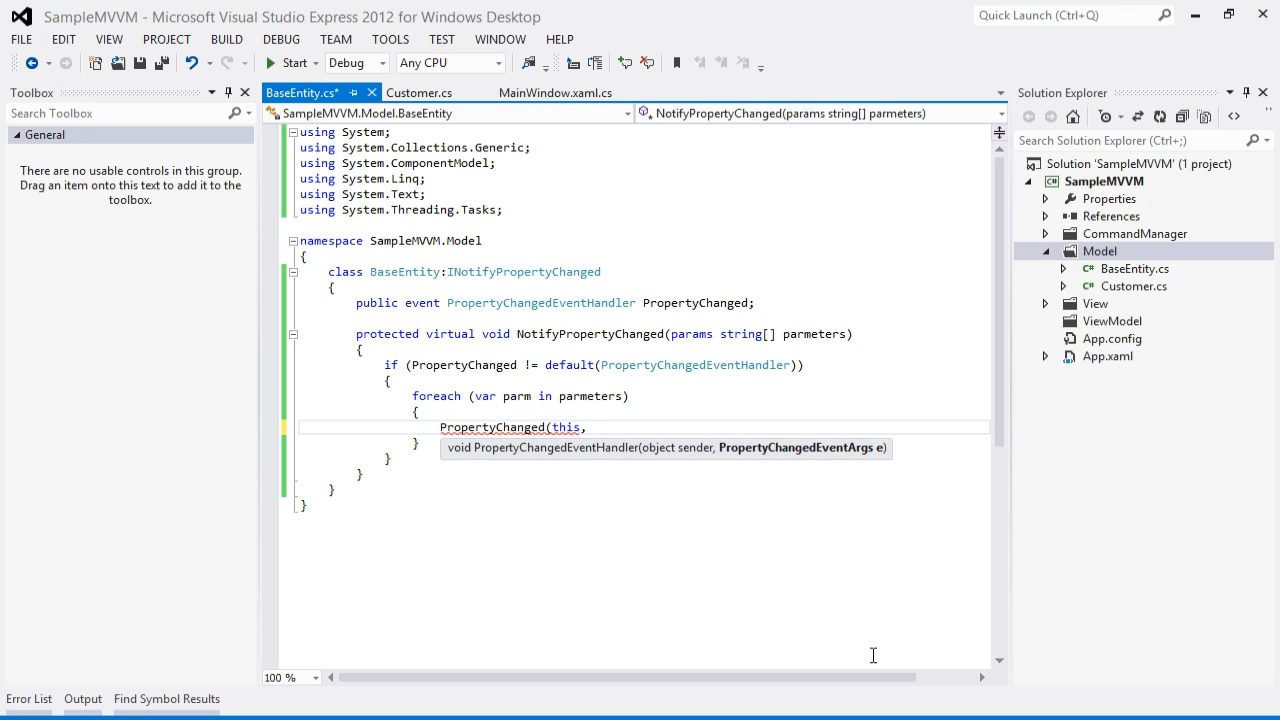 SampleMVVM - Microsoft Visual Studio Express 2012 for Windows Desktop
Quick Launch (Ctrl+Q)
FILE EDIT VIEW PROJECT BUILD DEBUG TEAM TOOLS TEST WINDOW HELP
Start Debug Any CPU
Toolbox
Search Toolbox
General
There are no usable controls in this group.
Drag an item onto this text to add it to the
toolbox.
BaseEntity.cs* Customer.cs MainWindow.xaml.cs
SampleMVVM.Model.BaseEntity NotifyPropertyChanged(params string[] parmeters)
using System;
using System.Collections.Generic;
using System.ComponentModel;
using System.Linq;
using System.Text;
using System.Threading.Tasks;
namespace SampleMVVM.Model
{
class BaseEntity:INotifyPropertyChanged
{
public event PropertyChangedEventHandler PropertyChanged;
protected virtual void NotifyPropertyChanged(params string[] parmeters)
{
if (PropertyChanged != default(PropertyChangedEventHandler))
{
foreach (var parm in parmeters)
{
PropertyChanged(this,
}
void PropertyChangedEventHandler(object sender, PropertyChangedEventArgs e)
}
}
}
}
100 %
Solution Explorer
Search Solution Explorer (Ctrl+;)
Solution 'SampleMVVM' (1 project)
SampleMVVM
Properties
References
CommandManager
Model
BaseEntity.cs
Customer.cs
View
ViewModel
App.config
App.xaml
Error List Output Find Symbol Results